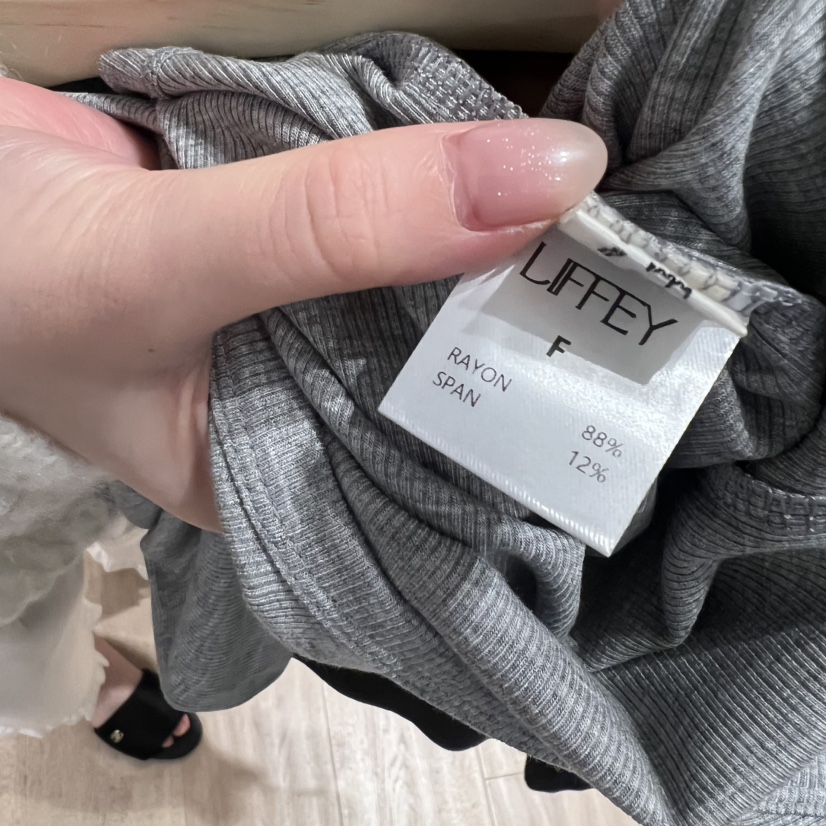 LIFFEY
F
RAYON 88%
SPAN 12%